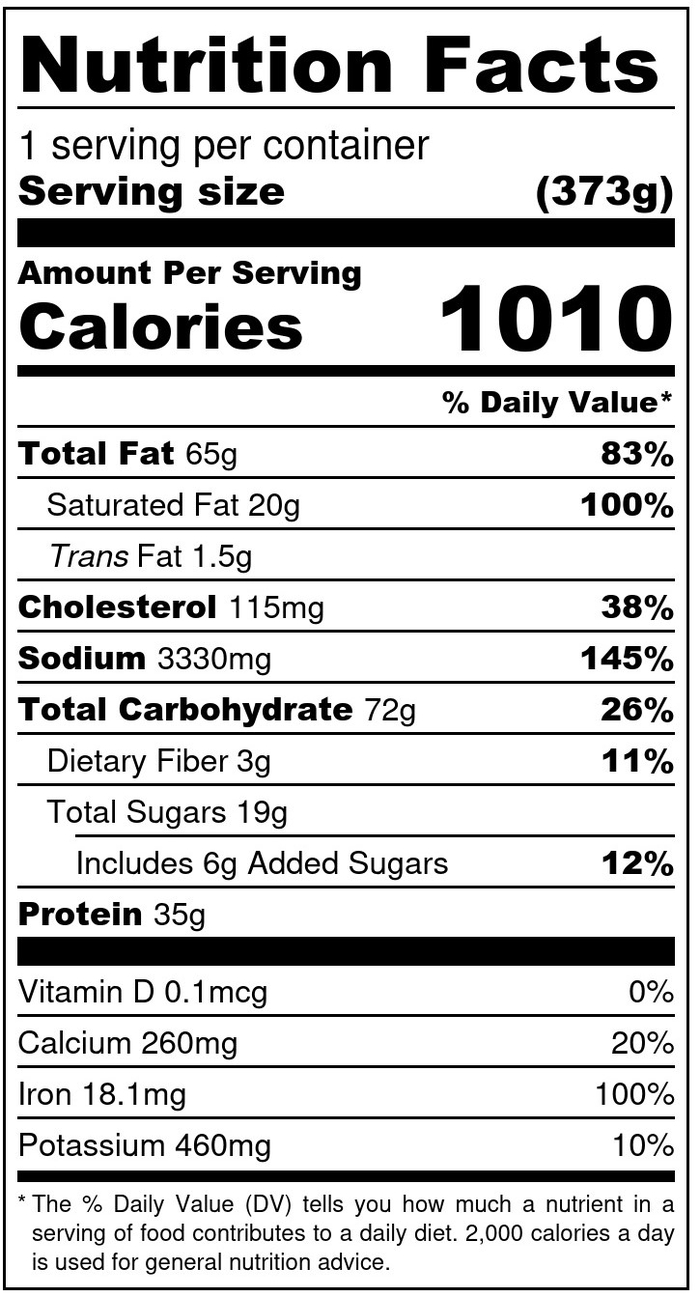 Nutrition Facts
1 serving per container
Serving size (373g)
Amount Per Serving
Calories 1010
% Daily Value*
Total Fat 65g 83%
Saturated Fat 20g 100%
Trans Fat 1.5g
Cholesterol 115mg 38%
Sodium 3330mg 145%
Total Carbohydrate 72g 26%
Dietary Fiber 3g 11%
Total Sugars 19g
Includes 6g Added Sugars 12%
Protein 35g
Vitamin D 0.1mcg 0%
Calcium 260mg 20%
Iron 18.1mg 100%
Potassium 460mg 10%
* The % Daily Value (DV) tells you how much a nutrient in a
serving of food contributes to a daily diet. 2,000 calories a day
is used for general nutrition advice.